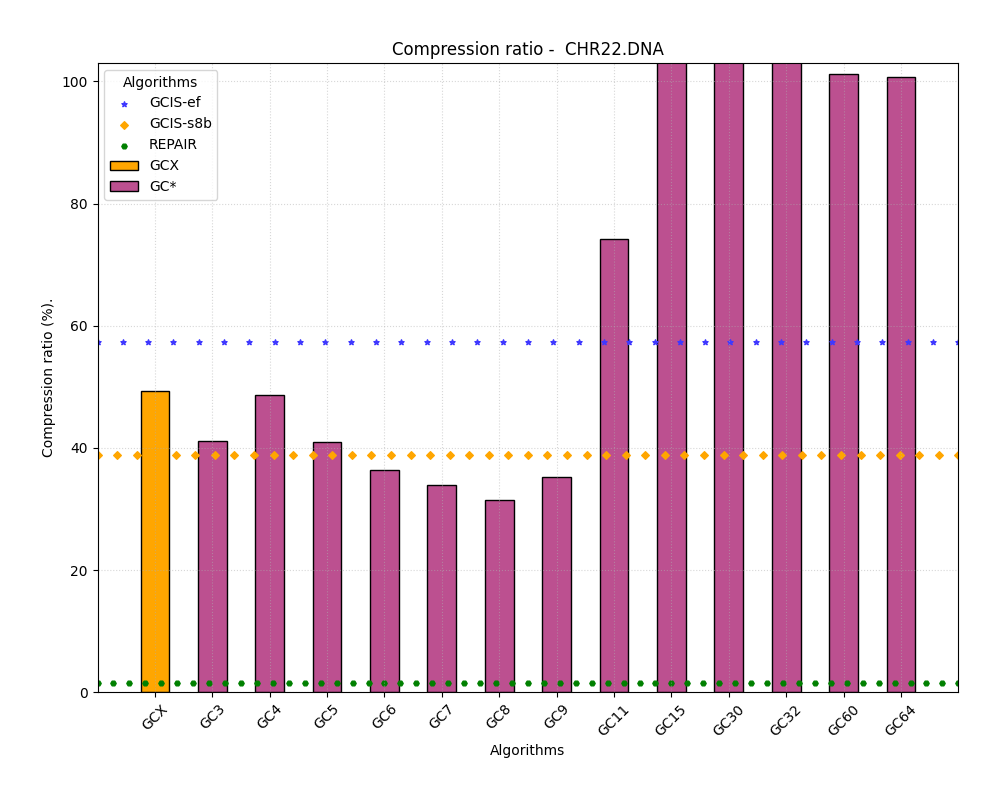 Compression ratio -  CHR22.DNA
Algorithms
GCIS-ef
GCIS-s8b
REPAIR
GCX
GC*
Compression ratio (%).
100
80
60
40
20
0
GCX GC3 GC4 GC5 GC6 GC7 GC8 GC9 GC11 GC15 GC30 GC32 GC60 GC64
Algorithms